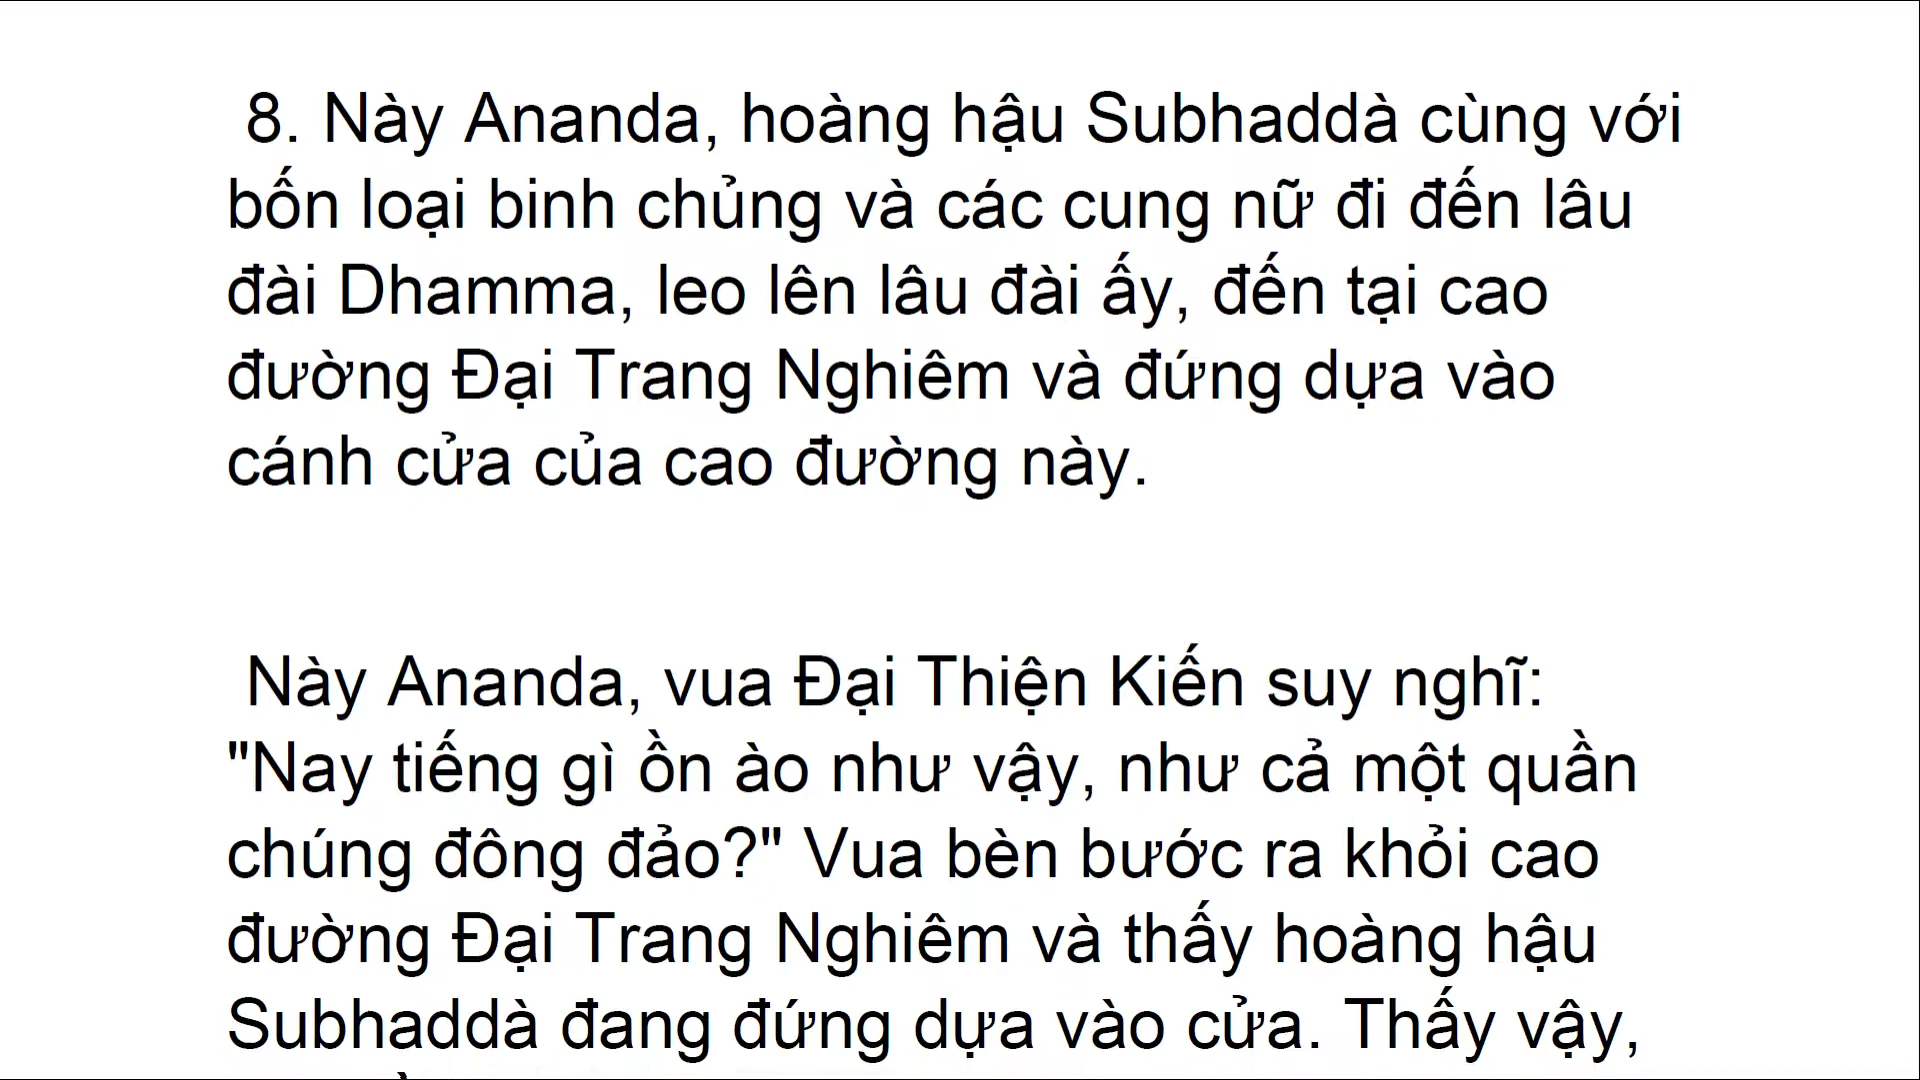 8. Này Ananda, hoàng hậu Subhaddà cùng với
bốn loại binh chủng và các cung nữ đi đến lâu
đài Dhamma, leo lên lâu đài ấy, đến tại cao
đường Đại Trang Nghiêm và đứng dựa vào
cánh cửa của cao đường này.
Này Ananda, vua Đại Thiện Kiến suy nghĩ:
"Nay tiếng gì ồn ào như vậy, như cả một quần
chúng đông đảo?" Vua bèn bước ra khỏi cao
đường Đại Trang Nghiêm và thấy hoàng hậu
Subhaddà đang đứng dựa vào cửa. Thấy vậy,